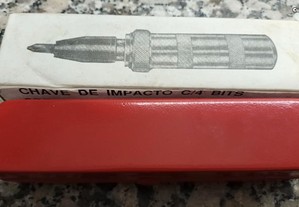 CHAVE DE IMPACTO C/4 BITS